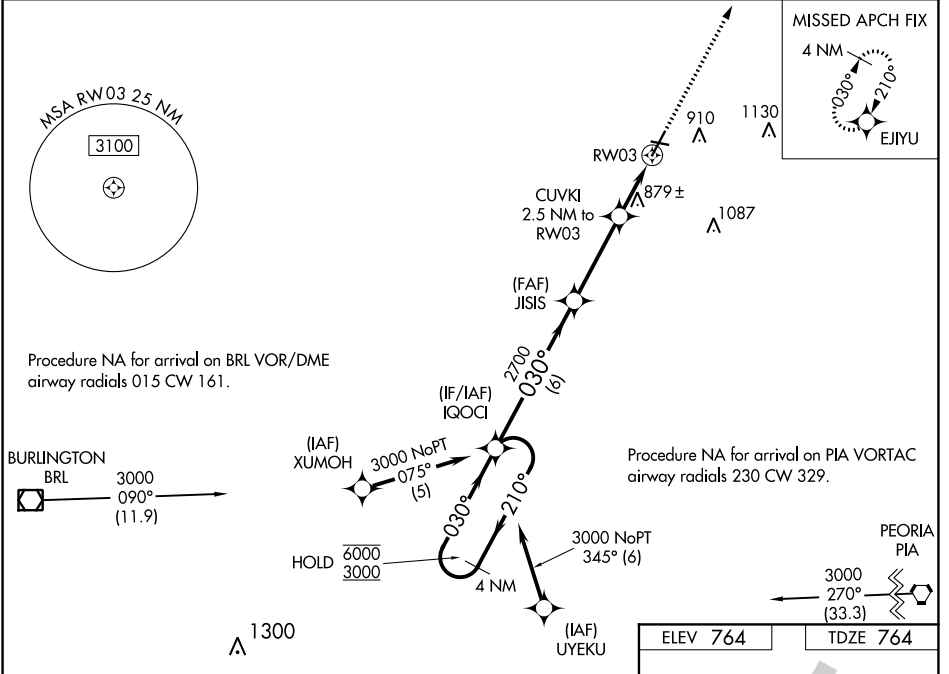 MISSED APCH FIX
4 NM
030°
210°
EJIYU
MSA RW03 25 NM
3100
910
1130
RW03
879 ±
CUVKI
2.5 NM to
RW03
1087
(FAF)
JISIS
Procedure NA for arrival on BRL VOR/DME
airway radials 015 CW 161.
2700
030°
(6)
(IF/IAF)
IQOCI
(IAF)
XUMOH
3000 NoPT
075°
(5)
Procedure NA for arrival on PIA VORTAC
airway radials 230 CW 329.
BURLINGTON
BRL
3000
090°
(11.9)
030°
210°
HOLD
6000
3000
4 NM
3000 NoPT
345° (6)
PEORIA
PIA
3000
270°
(33.3)
(IAF)
UYEKU
1300
ELEV 764
TDZE 764